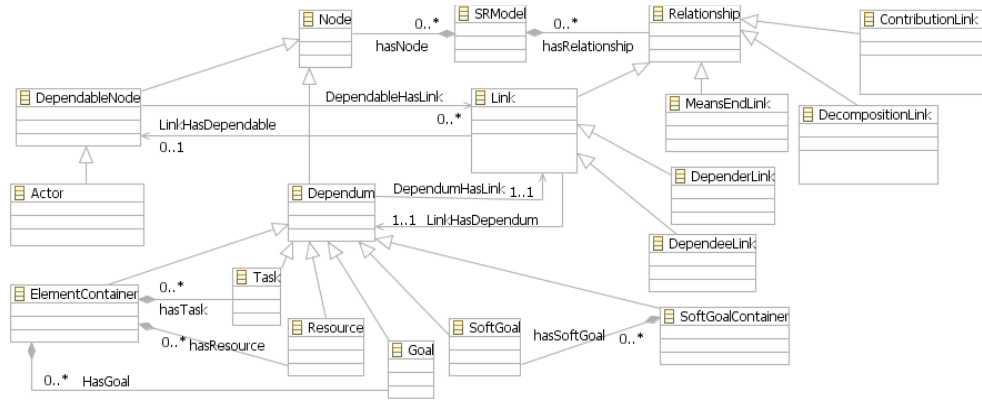 Node
0..*
hasNode
SRModel
0..*
hasRelationship
Relationship
ContributionLink
DependableNode
DependableHasLink
0..*
Link
MeansEndLink
DecompositionLink
LinkHasDependable
0..1
Actor
Dependum
DependumHasLink
1..1
1..1 LinkHasDependum
DependerLink
DependeeLink
ElementContainer
0..*
hasTask
Task
0..* hasResource
Resource
0..* HasGoal
Goal
SoftGoal
hasSoftGoal
0..*
SoftGoalContainer